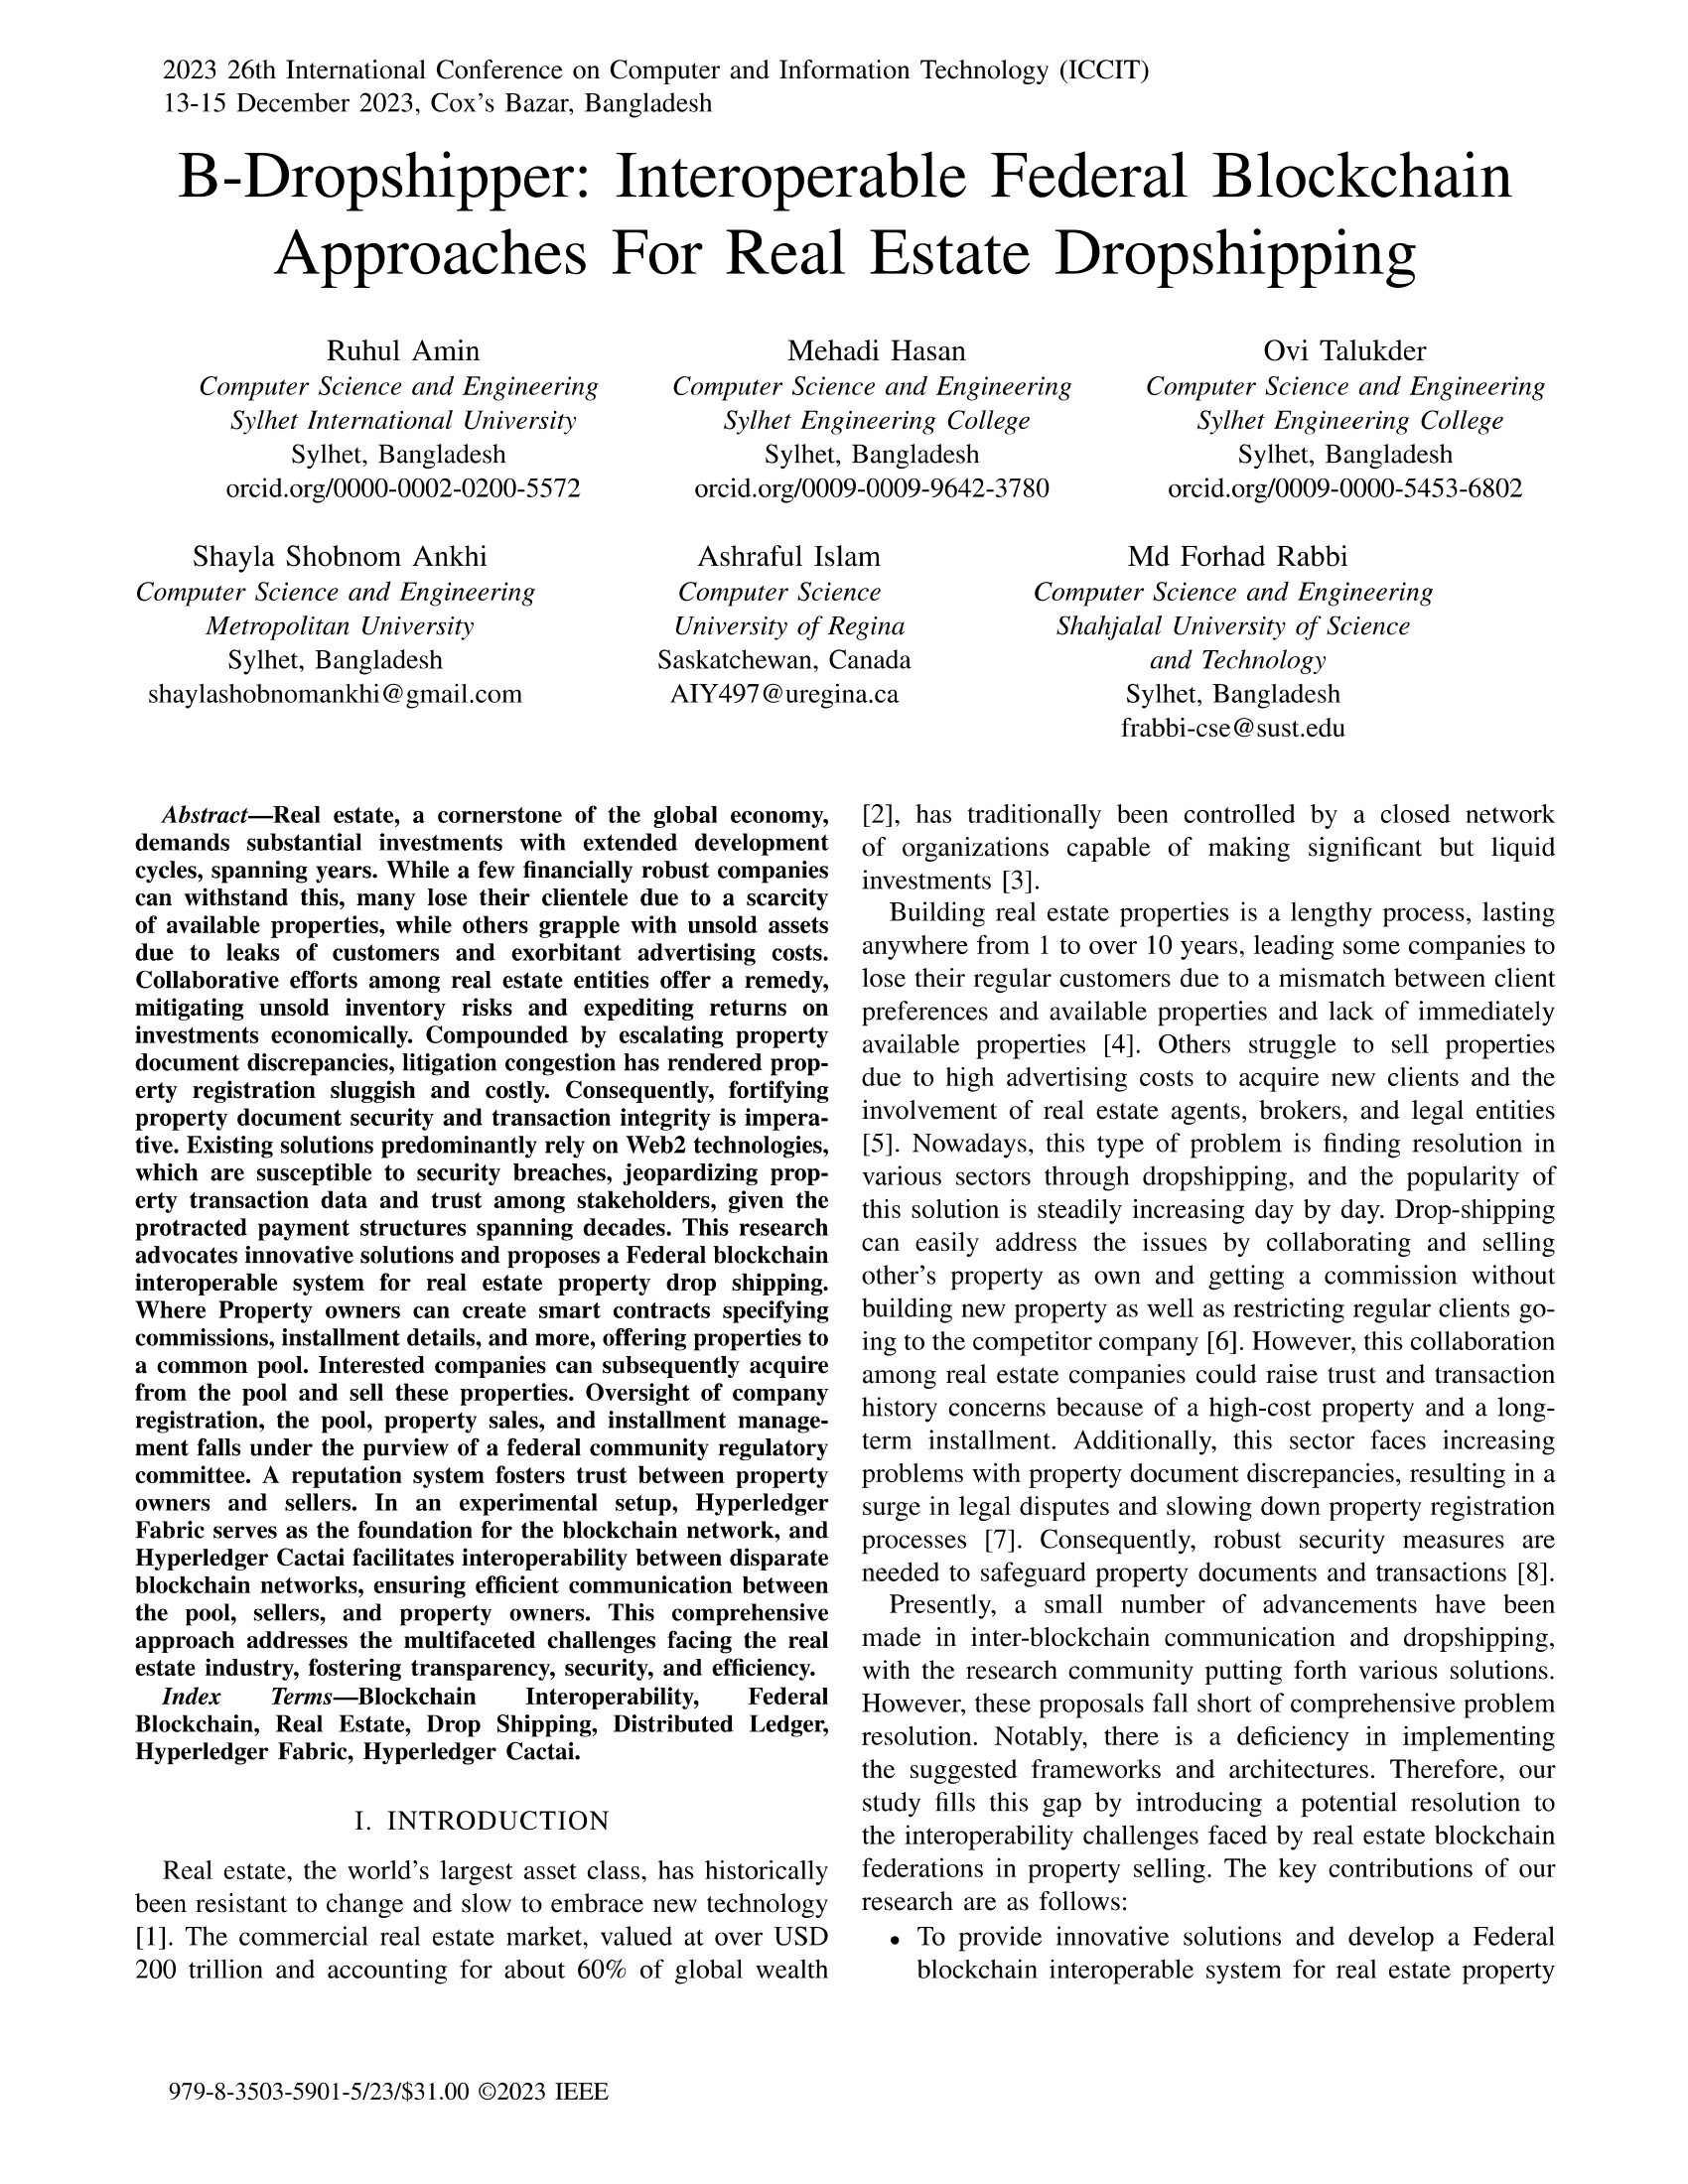 2023 26th International Conference on Computer and Information Technology (ICCIT)
13-15 December 2023, Cox's Bazar, Bangladesh
B-Dropshipper: Interoperable Federal Blockchain
Approaches For Real Estate Dropshipping
Ruhul Amin
Computer Science and Engineering
Sylhet International University
Sylhet, Bangladesh
orcid.org/0000-0002-0200-5572
Mehadi Hasan
Computer Science and Engineering
Sylhet Engineering College
Sylhet, Bangladesh
orcid.org/0009-0009-9642-3780
Ovi Talukder
Computer Science and Engineering
Sylhet Engineering College
Sylhet, Bangladesh
orcid.org/0009-0000-5453-6802
Shayla Shobnom Ankhi
Computer Science and Engineering
Metropolitan University
Sylhet, Bangladesh
shaylashobnomankhi@gmail.com
Ashraful Islam
Computer Science
University of Regina
Saskatchewan, Canada
AIY497@uregina.ca
Md Forhad Rabbi
Computer Science and Engineering
Shahjalal University of Science
and Technology
Sylhet, Bangladesh
frabbi-cse@sust.edu
Abstract—Real estate, a cornerstone of the global economy,
demands substantial investments with extended development
cycles, spanning years. While a few financially robust companies
can withstand this, many lose their clientele due to a scarcity
of available properties, while others grapple with unsold assets
due to leaks of customers and exorbitant advertising costs.
Collaborative efforts among real estate entities offer a remedy,
mitigating unsold inventory risks and expediting returns on
investments economically. Compounded by escalating property
document discrepancies, litigation congestion has rendered prop-
erty registration sluggish and costly. Consequently, fortifying
property document security and transaction integrity is impera-
tive. Existing solutions predominantly rely on Web2 technologies,
which are susceptible to security breaches, jeopardizing prop-
erty transaction data and trust among stakeholders, given the
protracted payment structures spanning decades. This research
advocates innovative solutions and proposes a Federal blockchain
interoperable system for real estate property drop shipping.
Where Property owners can create smart contracts specifying
commissions, installment details, and more, offering properties to
a common pool. Interested companies can subsequently acquire
from the pool and sell these properties. Oversight of company
registration, the pool, property sales, and installment manage-
ment falls under the purview of a federal community regulatory
committee. A reputation system fosters trust between property
owners and sellers. In an experimental setup, Hyperledger
Fabric serves as the foundation for the blockchain network, and
Hyperledger Cactai facilitates interoperability between disparate
blockchain networks, ensuring efficient communication between
the pool, sellers, and property owners. This comprehensive
approach addresses the multifaceted challenges facing the real
estate industry, fostering transparency, security, and efficiency.
Index Terms—Blockchain Interoperability, Federal
Blockchain, Real Estate, Drop Shipping, Distributed Ledger,
Hyperledger Fabric, Hyperledger Cactai.
I. INTRODUCTION
Real estate, the world's largest asset class, has historically
been resistant to change and slow to embrace new technology
[1]. The commercial real estate market, valued at over USD
200 trillion and accounting for about 60% of global wealth
[2], has traditionally been controlled by a closed network
of organizations capable of making significant but liquid
investments [3].
Building real estate properties is a lengthy process, lasting
anywhere from 1 to over 10 years, leading some companies to
lose their regular customers due to a mismatch between client
preferences and available properties and lack of immediately
available properties [4]. Others struggle to sell properties
due to high advertising costs to acquire new clients and the
involvement of real estate agents, brokers, and legal entities
[5]. Nowadays, this type of problem is finding resolution in
various sectors through dropshipping, and the popularity of
this solution is steadily increasing day by day. Drop-shipping
can easily address the issues by collaborating and selling
other's property as own and getting a commission without
building new property as well as restricting regular clients go-
ing to the competitor company [6]. However, this collaboration
among real estate companies could raise trust and transaction
history concerns because of a high-cost property and a long-
term installment. Additionally, this sector faces increasing
problems with property document discrepancies, resulting in a
surge in legal disputes and slowing down property registration
processes [7]. Consequently, robust security measures are
needed to safeguard property documents and transactions [8].
Presently, a small number of advancements have been
made in inter-blockchain communication and dropshipping,
with the research community putting forth various solutions.
However, these proposals fall short of comprehensive problem
resolution. Notably, there is a deficiency in implementing
the suggested frameworks and architectures. Therefore, our
study fills this gap by introducing a potential resolution to
the interoperability challenges faced by real estate blockchain
federations in property selling. The key contributions of our
research are as follows:
• To provide innovative solutions and develop a Federal
blockchain interoperable system for real estate property
979-8-3503-5901-5/23/$31.00 ©2023 IEEE